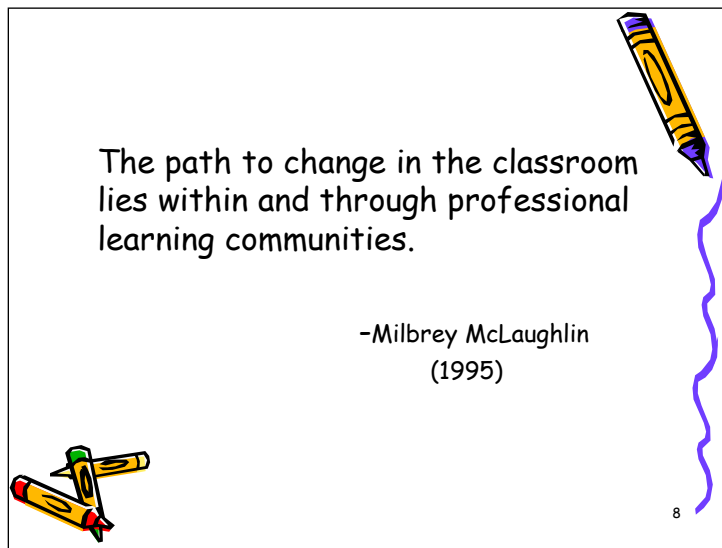 The path to change in the classroom
lies within and through professional
learning communities.
-Milbrey McLaughlin
(1995)
8